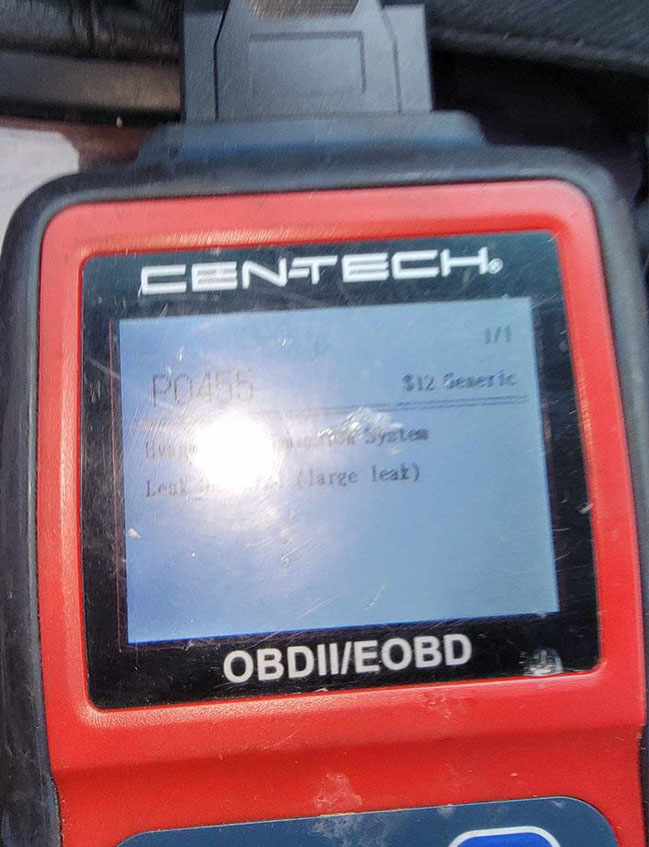 CEN-TECH®
1/1
P0455
$12 Generic
System
Leak (large leak)
OBDII/EOBD